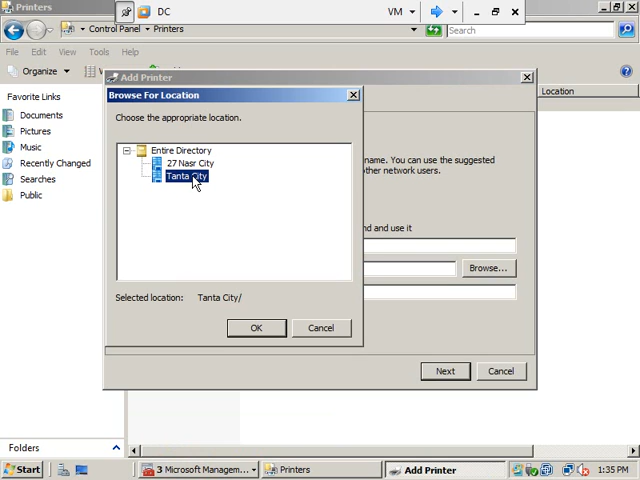 Printers
DC
VM
Control Panel
Printers
Search
File
Edit
View
Tools
Organize
Add Printer
Favorite Links
Documents
Pictures
Music
Recently Changed
Searches
Public
Location
Browse For Location
Choose the appropriate location.
Entire Directory
27 Nasr City
Tanta City
name. You can use the suggested
other network users.
nd and use it
Browse...
Selected location: Tanta City/
OK
Cancel
Next
Cancel
Folders
Start
3 Microsoft Managem...
Printers
Add Printer
1:35 PM